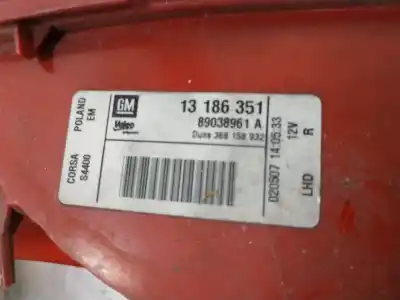 GM
13 186 351
Valeo
89038961 A
Duns 368 158 932
POLAND
EM
CORSA
S4400
020507 14:05:33
12V
R
LHD